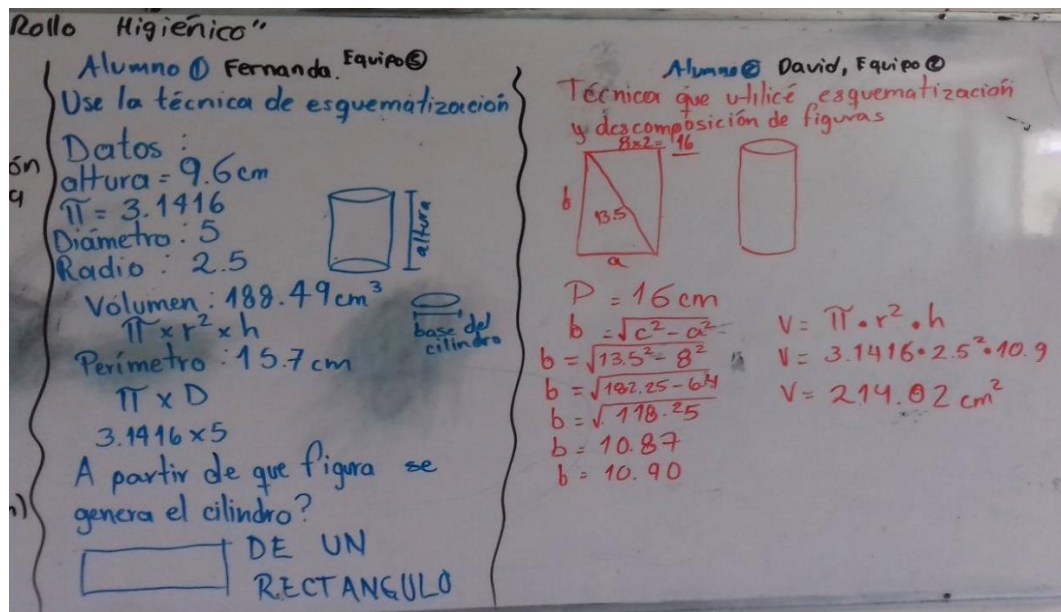 Rollo Higiénico"
ón
a
n)
Alumno ① Fernanda. Equipo ⑤
Use la técnica de esquematización
Datos :
altura = 9.6 cm
π = 3.1416
Diámetro : 5
Radio : 2.5
Volumen : 188.49 cm³
π x r² x h
Perímetro : 15.7 cm
π x D
3.1416 x 5
A partir de que figura se
genera el cilindro?
DE UN
RECTANGULO
altura
base del
cilindro
Alumno ② David, Equipo ②
Técnica que utilicé esquematización
y descomposición de figuras
8x2= 16
b
13.5
a
P = 16 cm
b = √c² - a²
b = √13.5² - 8²
b = √182.25 - 64
b = √118.25
b = 10.87
b = 10.90
V = π • r² • h
V = 3.1416 • 2.5² • 10.9
V = 214.02 cm²